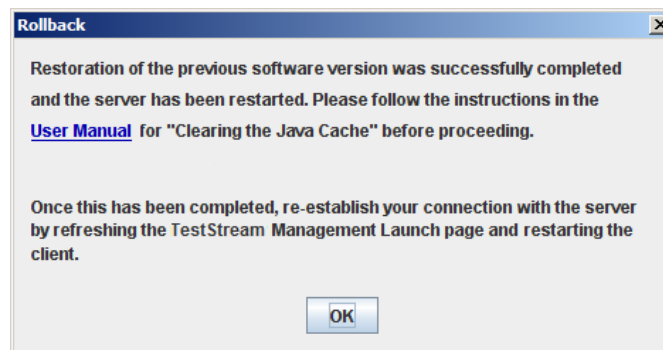 Rollback
Restoration of the previous software version was successfully completed
and the server has been restarted. Please follow the instructions in the
User Manual for "Clearing the Java Cache" before proceeding.
Once this has been completed, re-establish your connection with the server
by refreshing the TestStream Management Launch page and restarting the
client.
OK